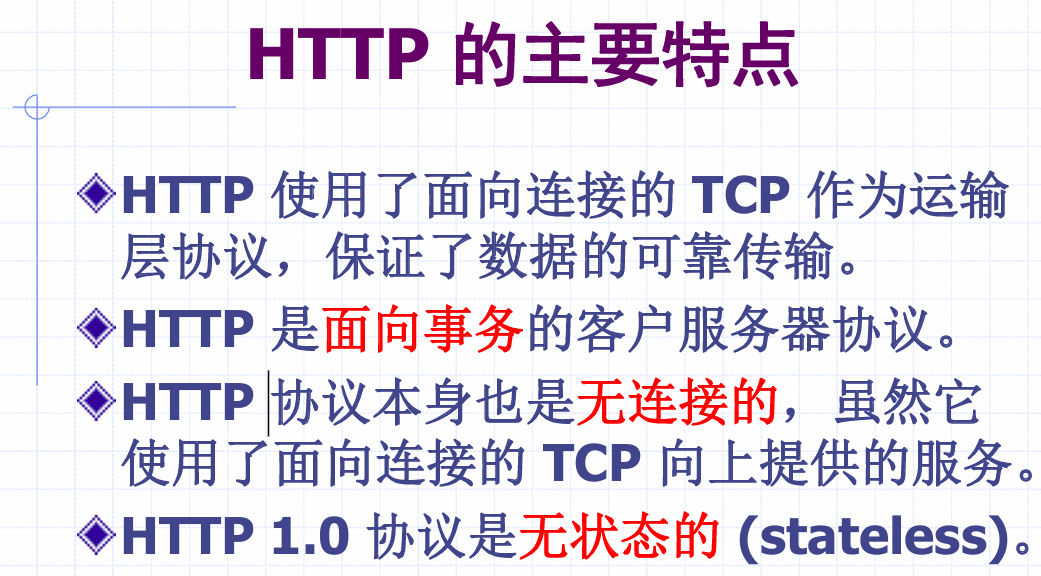 HTTP 的主要特点
HTTP 使用了面向连接的 TCP 作为运输
层协议，保证了数据的可靠传输。
HTTP 是面向事务的客户服务器协议。
HTTP 协议本身也是无连接的，虽然它
使用了面向连接的 TCP 向上提供的服务。
HTTP 1.0 协议是无状态的 (stateless)。